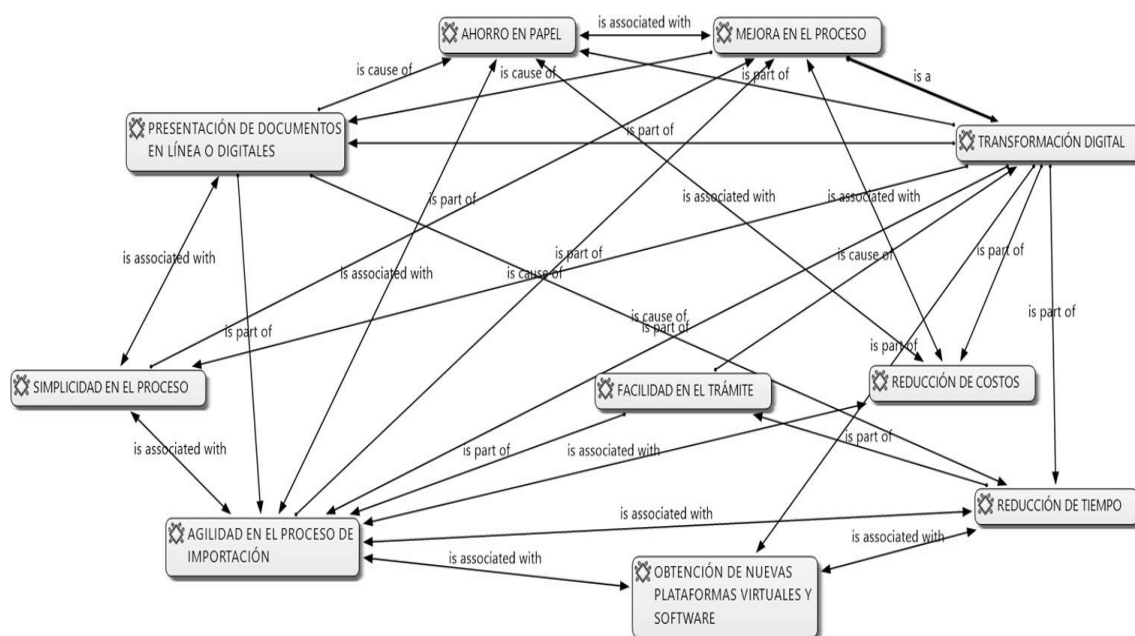 is associated with
AHORRO EN PAPEL
MEJORA EN EL PROCESO
is cause of
is cause of
is part of
is a
PRESENTACIÓN DE DOCUMENTOS
EN LÍNEA O DIGITALES
is part of
TRANSFORMACIÓN DIGITAL
is part of
is associated with
is associated with
is associated with
is part of
is cause of
is part of
is associated with
is cause of
is part of
is cause of
is part of
is part of
is part of
SIMPLICIDAD EN EL PROCESO
FACILIDAD EN EL TRÁMITE
REDUCCIÓN DE COSTOS
is associated with
is part of
is associated with
is part of
REDUCCIÓN DE TIEMPO
is associated with
AGILIDAD EN EL PROCESO DE
IMPORTACIÓN
is associated with
is associated with
OBTENCIÓN DE NUEVAS
PLATAFORMAS VIRTUALES Y
SOFTWARE